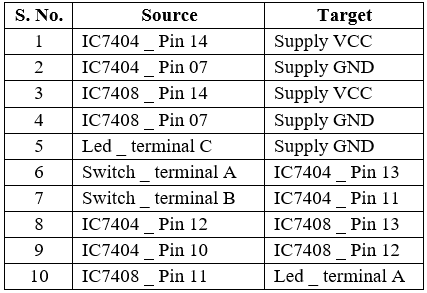 S. No. Source Target
1 IC7404 _ Pin 14 Supply VCC
2 IC7404 _ Pin 07 Supply GND
3 IC7408 _ Pin 14 Supply VCC
4 IC7408 _ Pin 07 Supply GND
5 Led _ terminal C Supply GND
6 Switch _ terminal A IC7404 _ Pin 13
7 Switch _ terminal B IC7404 _ Pin 11
8 IC7404 _ Pin 12 IC7408 _ Pin 13
9 IC7404 _ Pin 10 IC7408 _ Pin 12
10 IC7408 _ Pin 11 Led _ terminal A